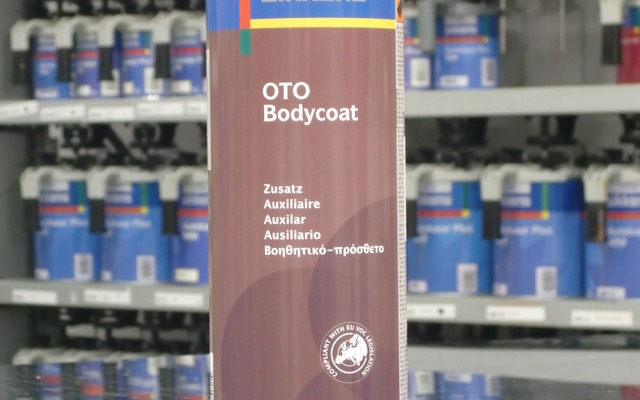 OTO
Bodycoat
Zusatz
Auxiliaire
Auxilar
Ausiliario
Βοηθητικό-πρόσθετο
COMPLIANT WITH EU VOC LEGISLATION